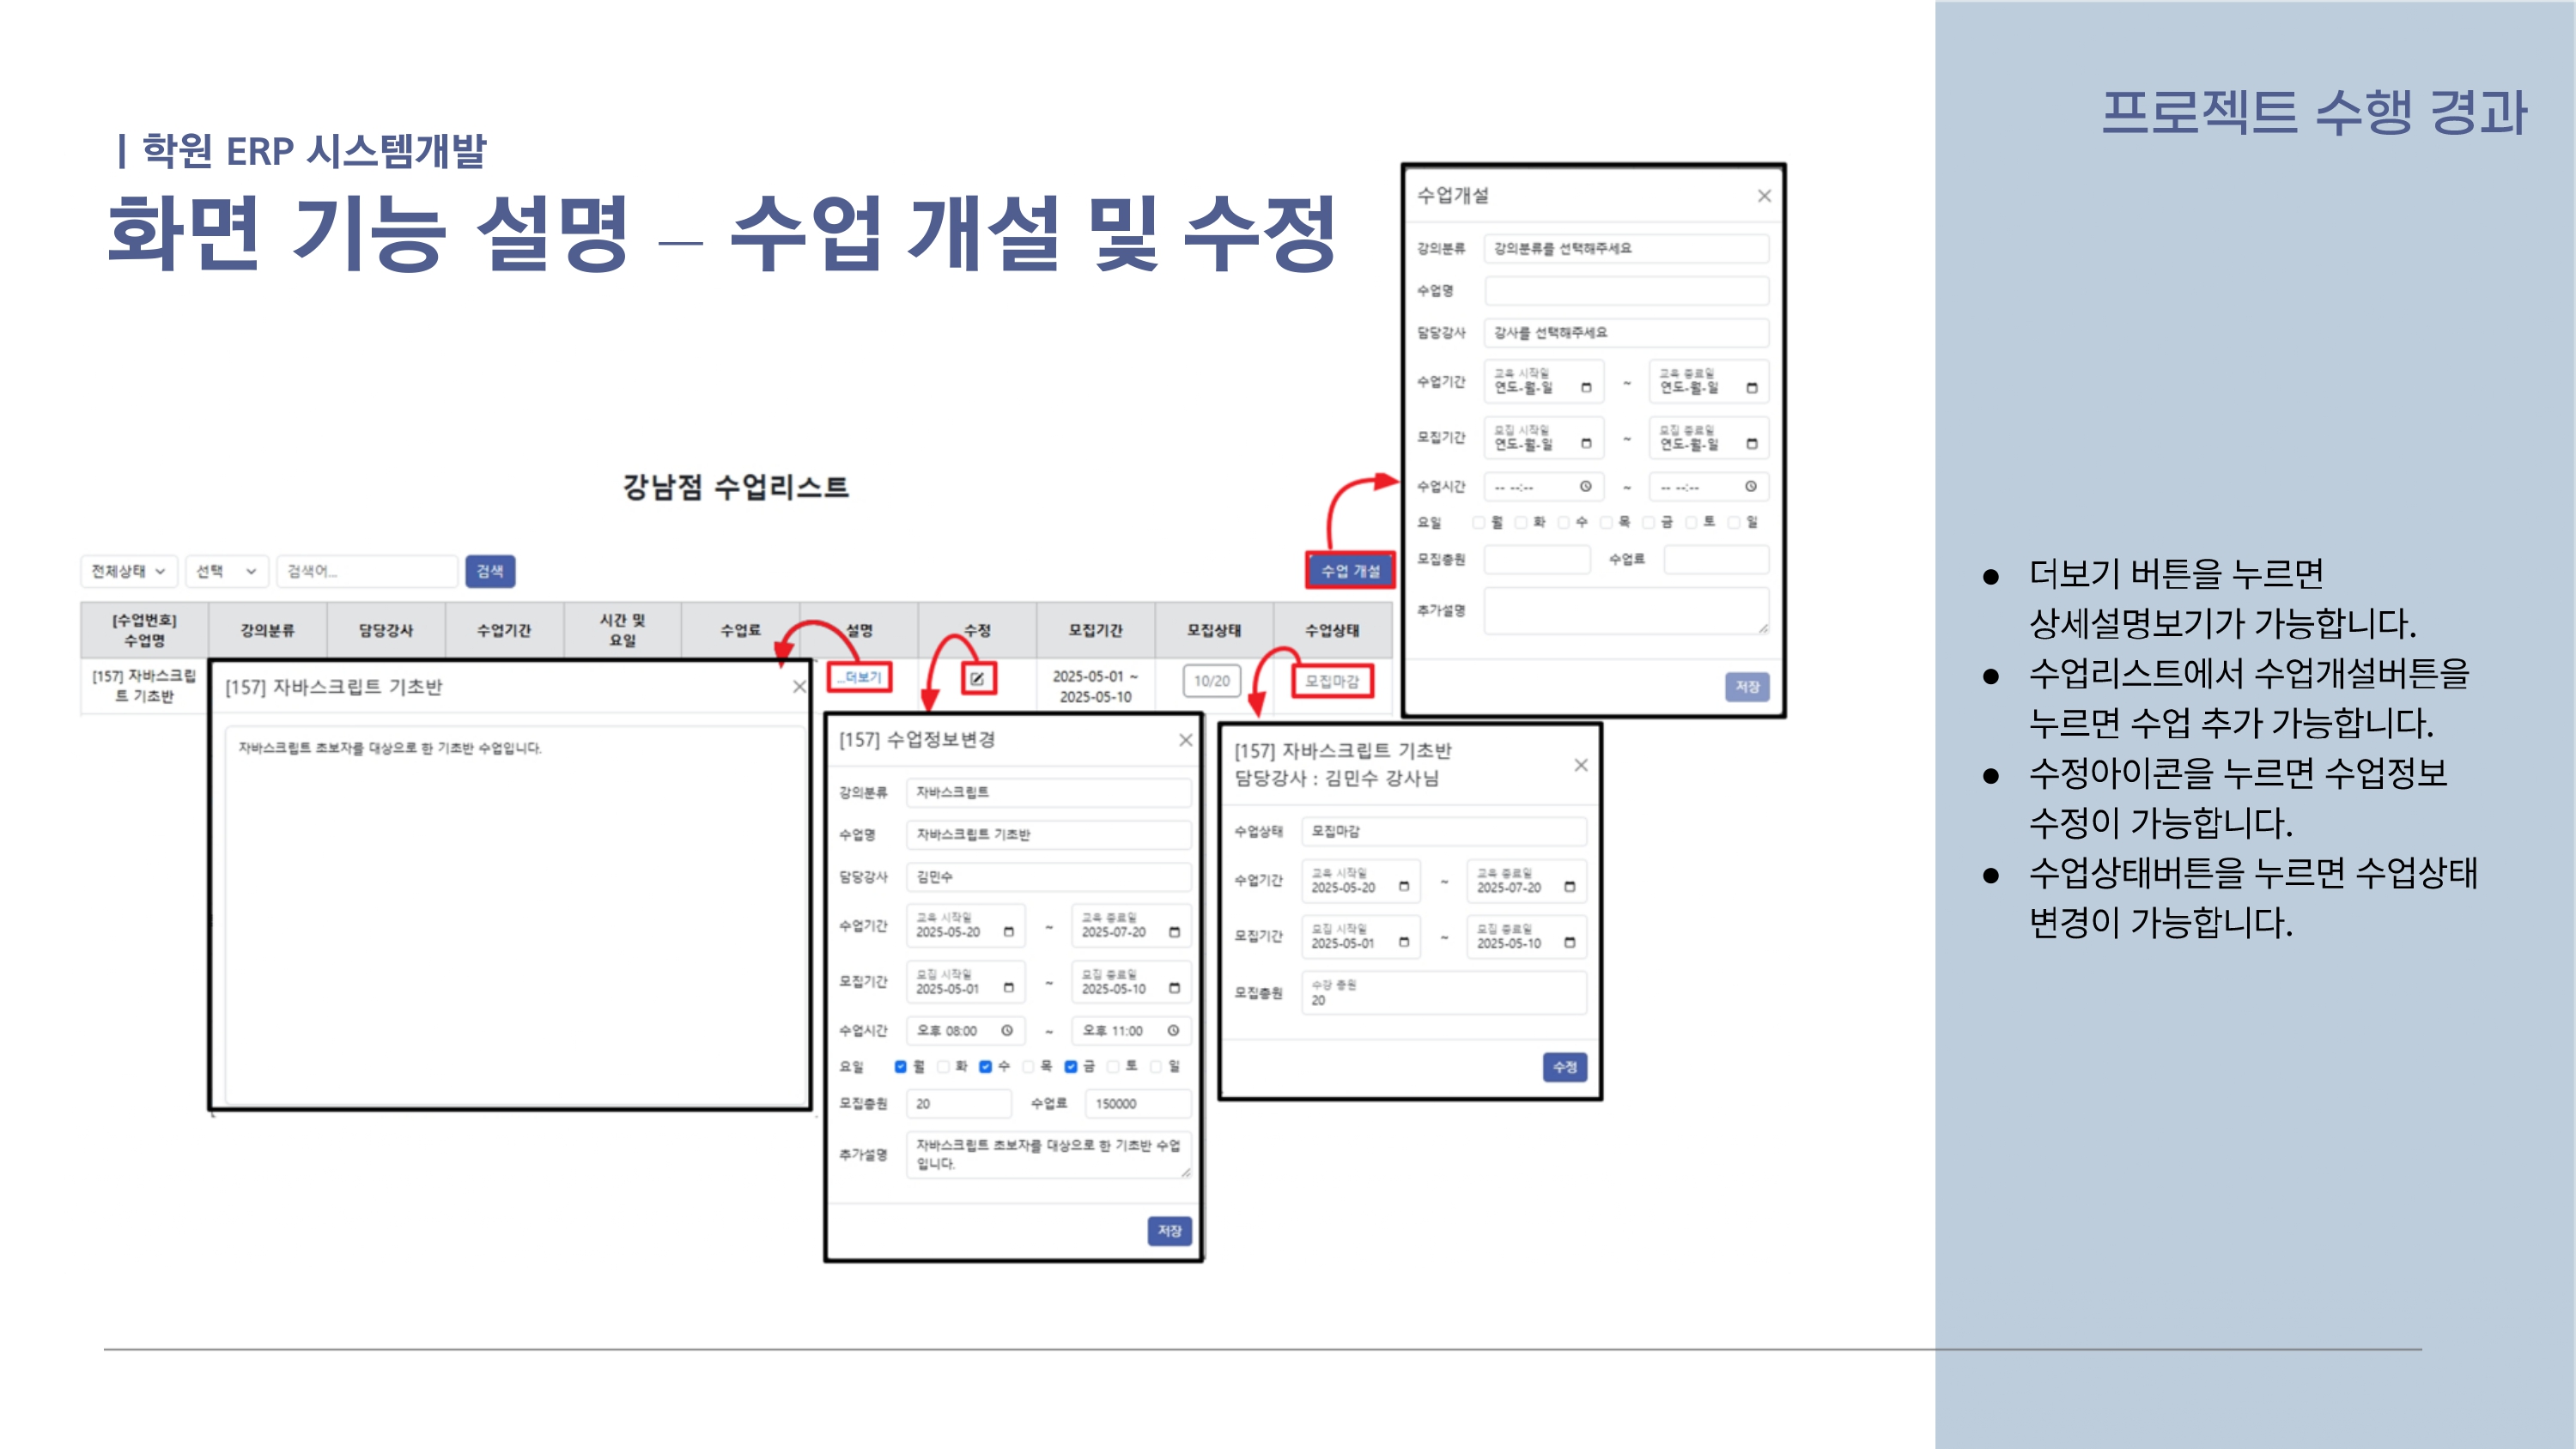 프로젝트 수행 경과
| 학원 ERP 시스템개발
화면 기능 설명 – 수업 개설 및 수정
강남점 수업리스트
전체상태 선택 검색어... 검색
수업 개설
[수업번호] 수업명 강의분류 담당강사 수업기간 시간 및 요일 수업료 설명 수정 모집기간 모집상태 수업상태
[157] 자바스크립트 기초반 ...더보기 2025-05-01 ~ 2025-05-10 10/20 모집마감
수업개설
강의분류 강의분류를 선택해주세요
수업명
담당강사 강사를 선택해주세요
수업기간 교육 시작일 연도-월-일 ~ 교육 종료일 연도-월-일
모집기간 모집 시작일 연도-월-일 ~ 모집 종료일 연도-월-일
수업시간 -- --:-- ~ -- --:--
요일 월 화 수 목 금 토 일
모집총원 수업료
추가설명
저장
[157] 자바스크립트 기초반
자바스크립트 초보자를 대상으로 한 기초반 수업입니다.
[157] 수업정보변경
강의분류 자바스크립트
수업명 자바스크립트 기초반
담당강사 김민수
수업기간 교육 시작일 2025-05-20 ~ 교육 종료일 2025-07-20
모집기간 모집 시작일 2025-05-01 ~ 모집 종료일 2025-05-10
수업시간 오후 08:00 ~ 오후 11:00
요일 월 화 수 목 금 토 일
모집총원 20 수업료 150000
추가설명 자바스크립트 초보자를 대상으로 한 기초반 수업
입니다.
저장
[157] 자바스크립트 기초반
담당강사 : 김민수 강사님
수업상태 모집마감
수업기간 교육 시작일 2025-05-20 ~ 교육 종료일 2025-07-20
모집기간 모집 시작일 2025-05-01 ~ 모집 종료일 2025-05-10
모집총원 수강 총원 20
수정
● 더보기 버튼을 누르면
상세설명보기가 가능합니다.
● 수업리스트에서 수업개설버튼을
누르면 수업 추가 가능합니다.
● 수정아이콘을 누르면 수업정보
수정이 가능합니다.
● 수업상태버튼을 누르면 수업상태
변경이 가능합니다.